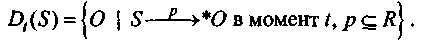 D_t(S) = {O | S —p→ *O в момент t, p ⊆ R}.